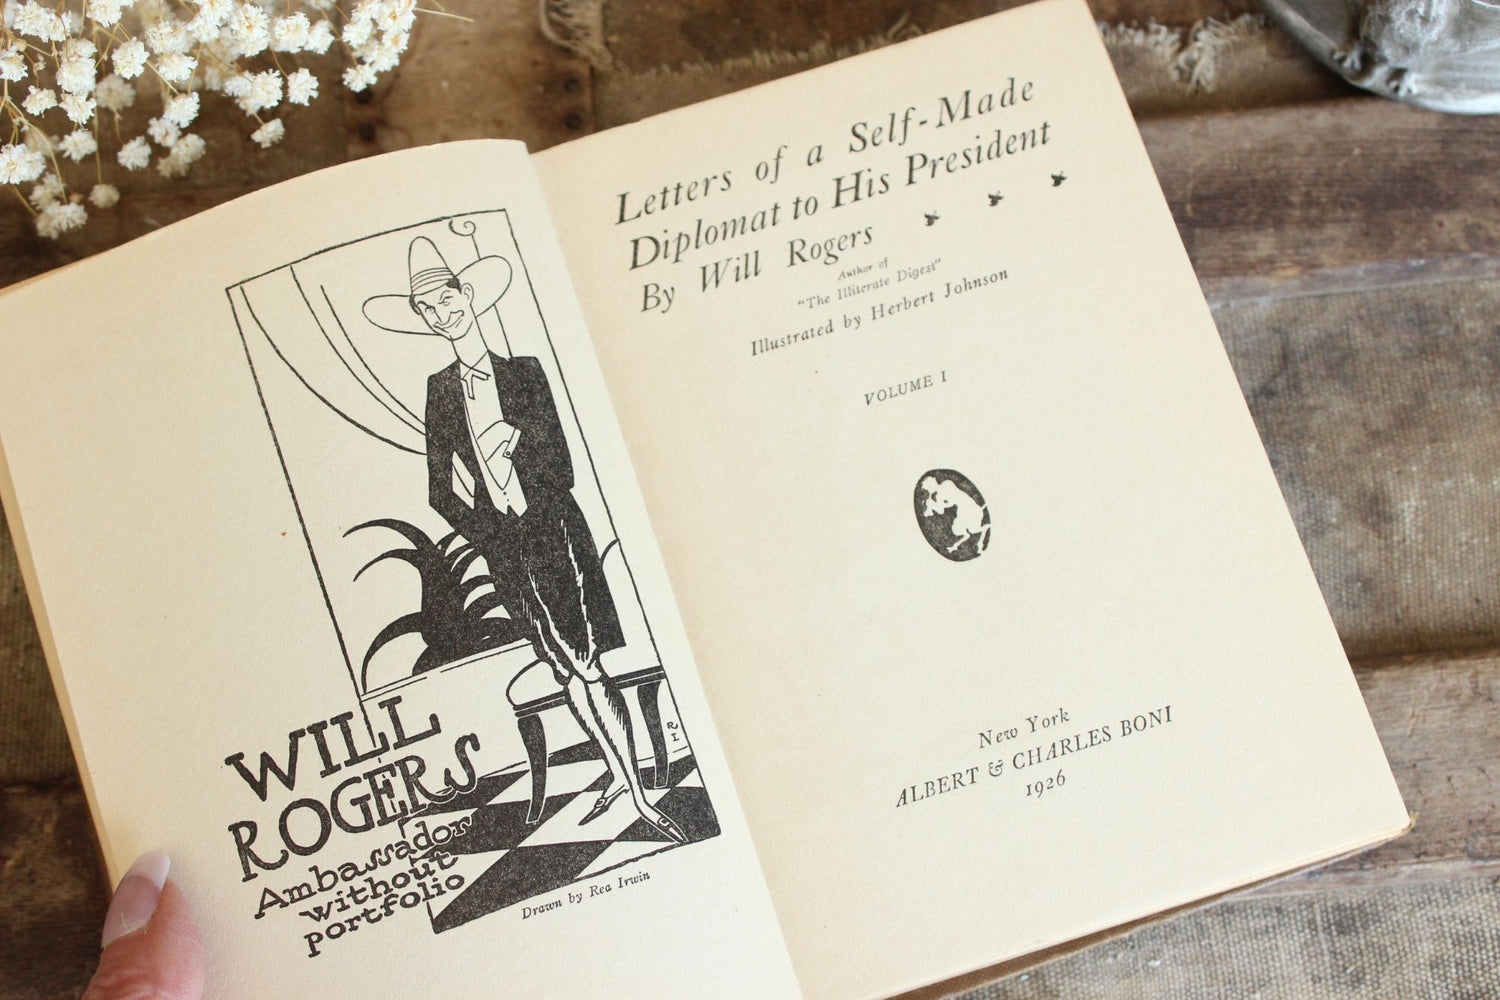 WILL
ROGERS
Ambassador
without
portfolio
R
I
Drawn by Rea Irwin
Letters of a Self-Made
Diplomat to His President
By Will Rogers
Author of
"The Illiterate Digest"
Illustrated by Herbert Johnson
VOLUME I
New York
ALBERT & CHARLES BONI
1926